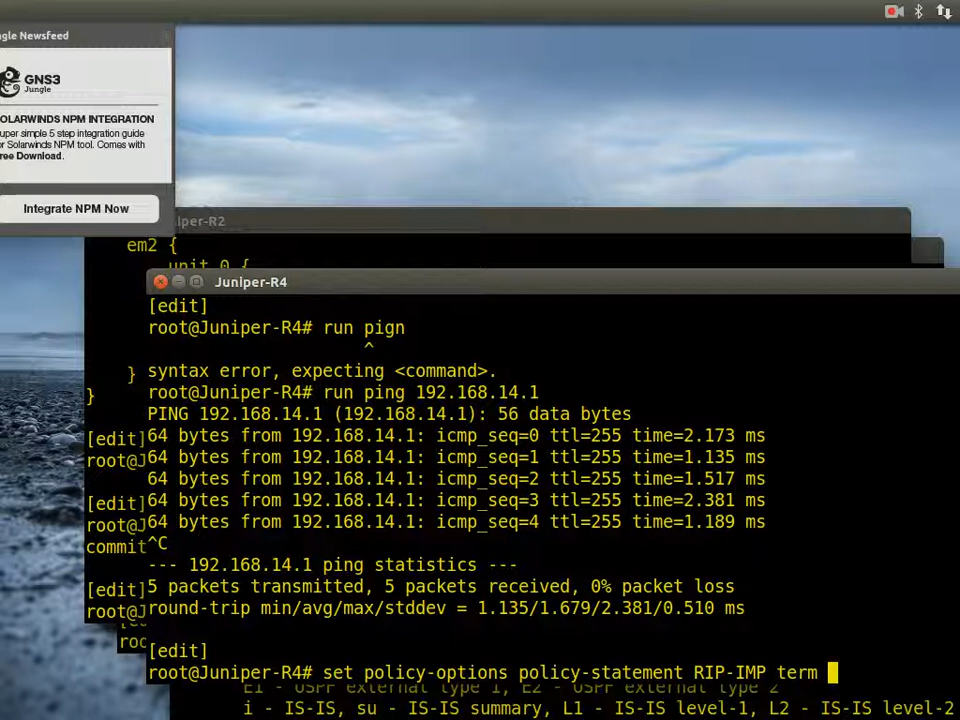 gle Newsfeed
GNS3
Jungle
OLARWINDS NPM INTEGRATION
uper simple 5 step integration guide
or Solarwinds NPM tool. Comes with
ree Download.
Integrate NPM Now
iper-R2
em2 {
unit 0 {
Juniper-R4
[edit]
root@Juniper-R4# run pign
^
syntax error, expecting <command>.
}
root@Juniper-R4# run ping 192.168.14.1
}
PING 192.168.14.1 (192.168.14.1): 56 data bytes
64 bytes from 192.168.14.1: icmp_seq=0 ttl=255 time=2.173 ms
[edit]
64 bytes from 192.168.14.1: icmp_seq=1 ttl=255 time=1.135 ms
root@J
64 bytes from 192.168.14.1: icmp_seq=2 ttl=255 time=1.517 ms
64 bytes from 192.168.14.1: icmp_seq=3 ttl=255 time=2.381 ms
[edit]
64 bytes from 192.168.14.1: icmp_seq=4 ttl=255 time=1.189 ms
root@J
^C
commit
--- 192.168.14.1 ping statistics ---
5 packets transmitted, 5 packets received, 0% packet loss
[edit]
round-trip min/avg/max/stddev = 1.135/1.679/2.381/0.510 ms
root@J
roo
[edit]
root@Juniper-R4# set policy-options policy-statement RIP-IMP term
E1 - OSPF external type 1, E2 - OSPF external type 2
i - IS-IS, su - IS-IS summary, L1 - IS-IS level-1, L2 - IS-IS level-2